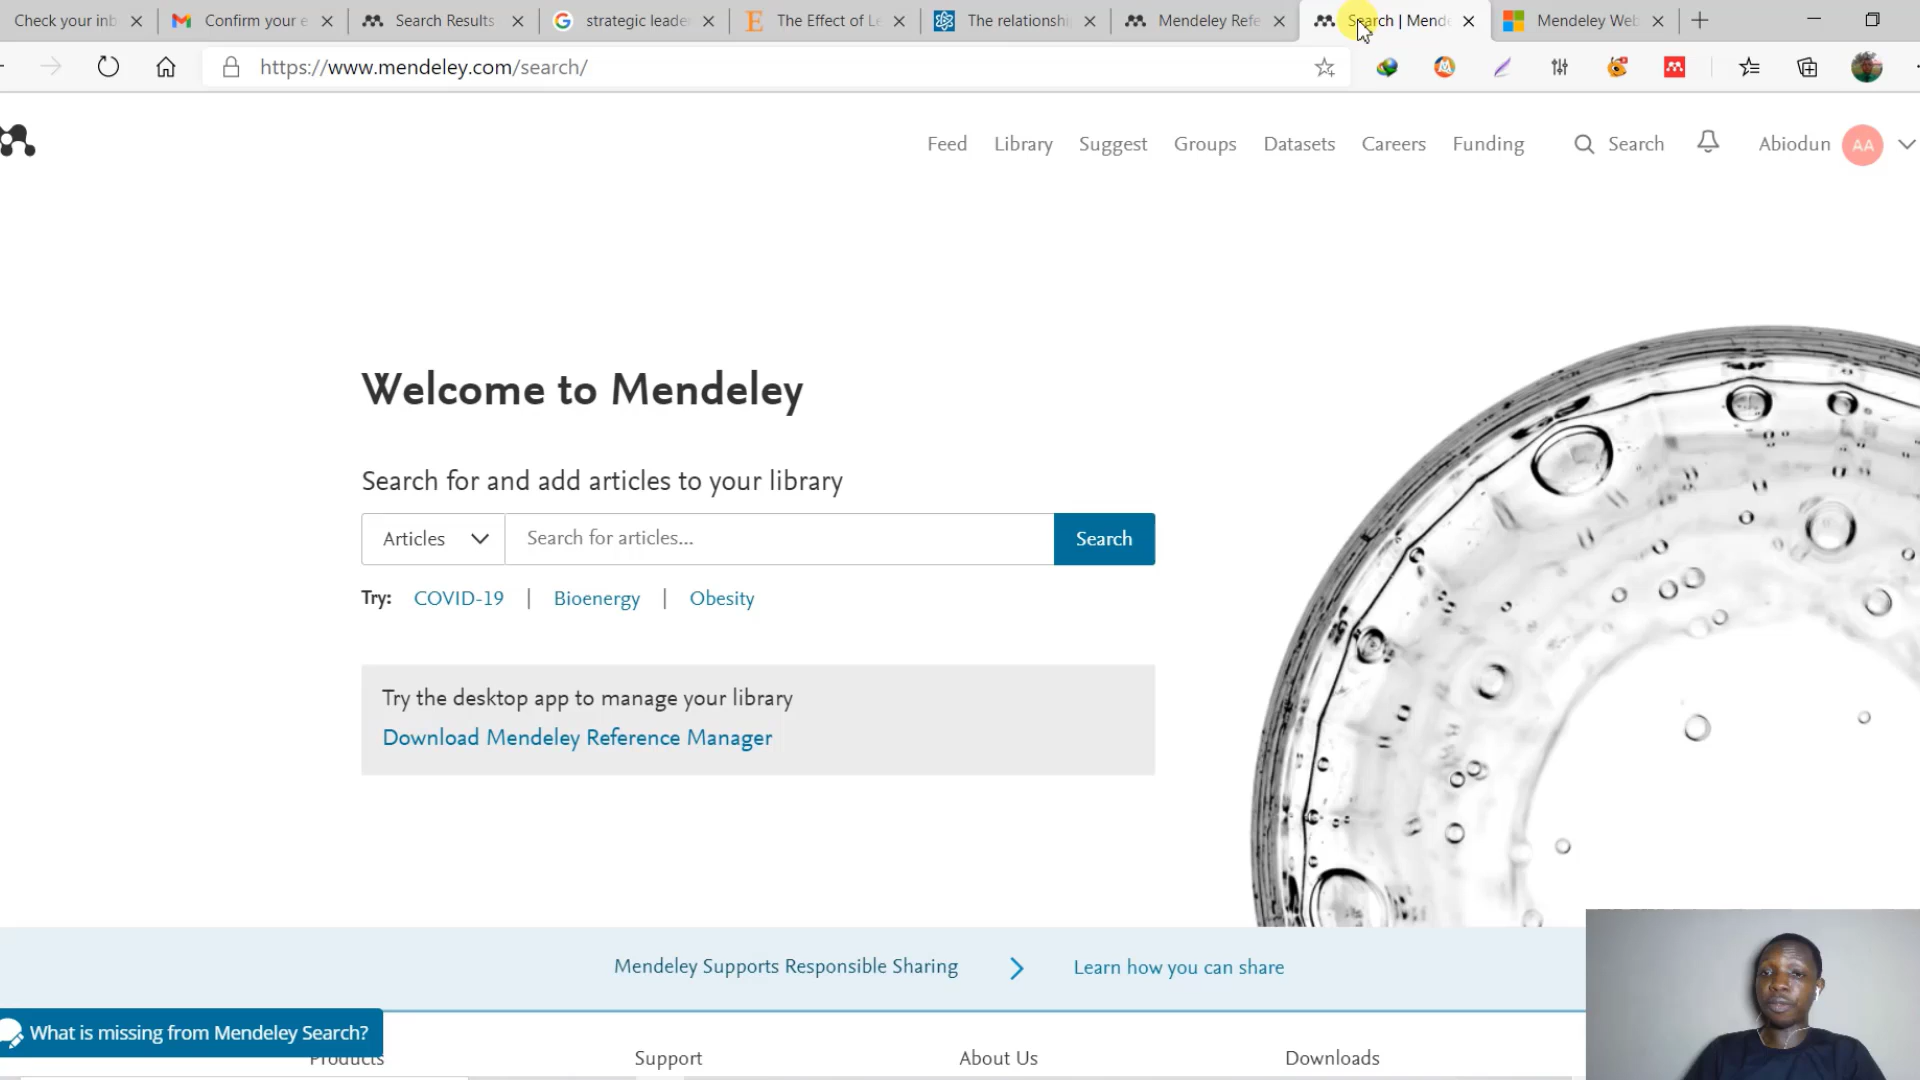 Check your inb
Confirm your e
Search Results
strategic leade
The Effect of Le
The relationshi
Mendeley Refe
Search | Mende
Mendeley Web
https://www.mendeley.com/search/
Feed
Library
Suggest
Groups
Datasets
Careers
Funding
Search
Abiodun
AA
Welcome to Mendeley
Search for and add articles to your library
Articles
Search for articles...
Search
Try: COVID-19 | Bioenergy | Obesity
Try the desktop app to manage your library
Download Mendeley Reference Manager
Mendeley Supports Responsible Sharing
Learn how you can share
What is missing from Mendeley Search?
Products
Support
About Us
Downloads